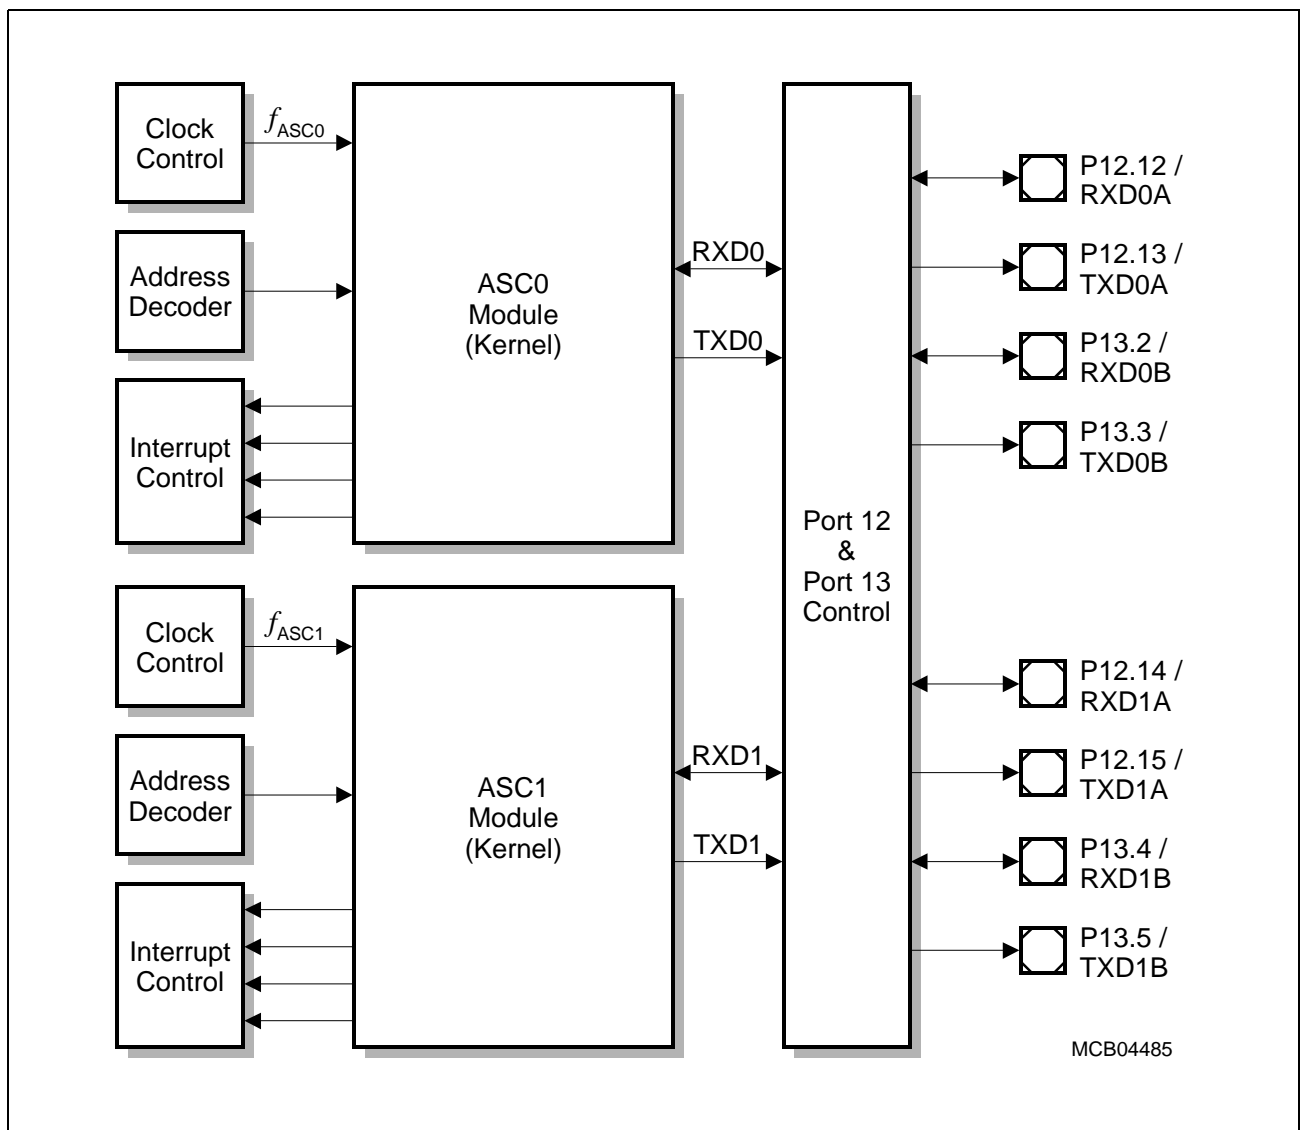 Clock
Control
fASC0
Address
Decoder
Interrupt
Control
ASC0
Module
(Kernel)
RXD0
TXD0
Clock
Control
fASC1
Address
Decoder
Interrupt
Control
ASC1
Module
(Kernel)
RXD1
TXD1
Port 12
&
Port 13
Control
P12.12 /
RXD0A
P12.13 /
TXD0A
P13.2 /
RXD0B
P13.3 /
TXD0B
P12.14 /
RXD1A
P12.15 /
TXD1A
P13.4 /
RXD1B
P13.5 /
TXD1B
MCB04485